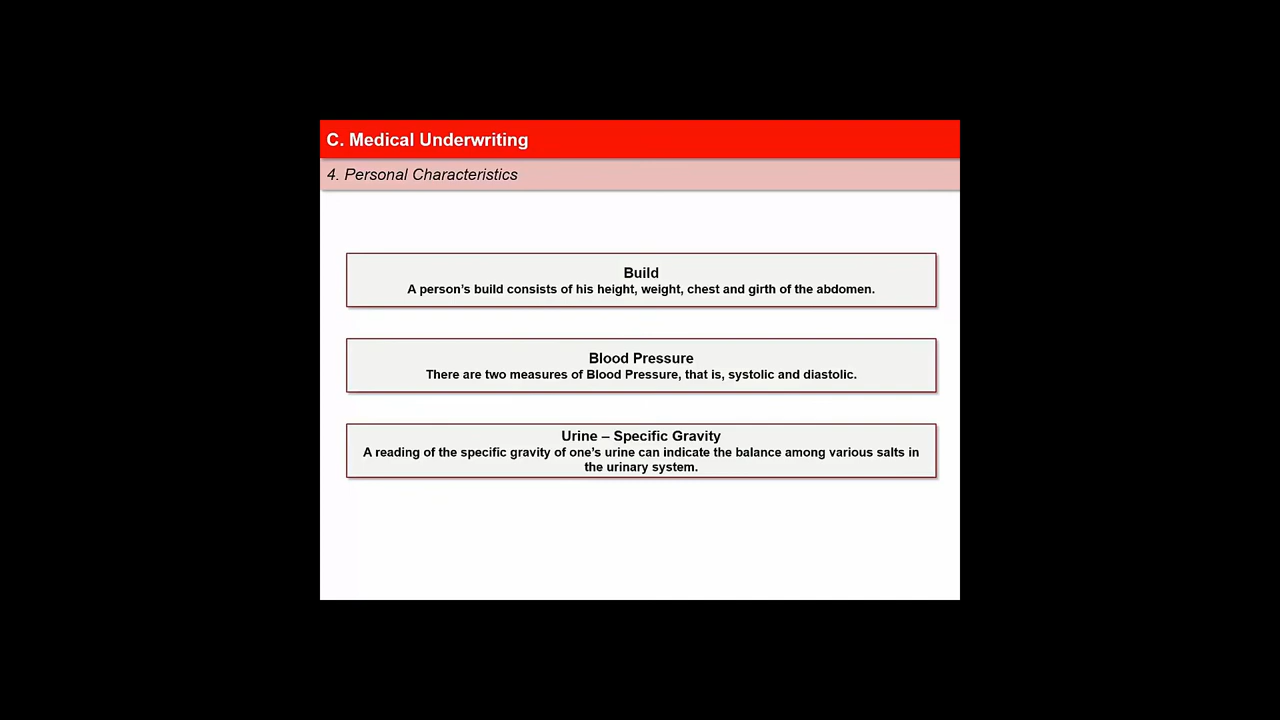 C. Medical Underwriting
4. Personal Characteristics
Build
A person's build consists of his height, weight, chest and girth of the abdomen.
Blood Pressure
There are two measures of Blood Pressure, that is, systolic and diastolic.
Urine – Specific Gravity
A reading of the specific gravity of one's urine can indicate the balance among various salts in
the urinary system.